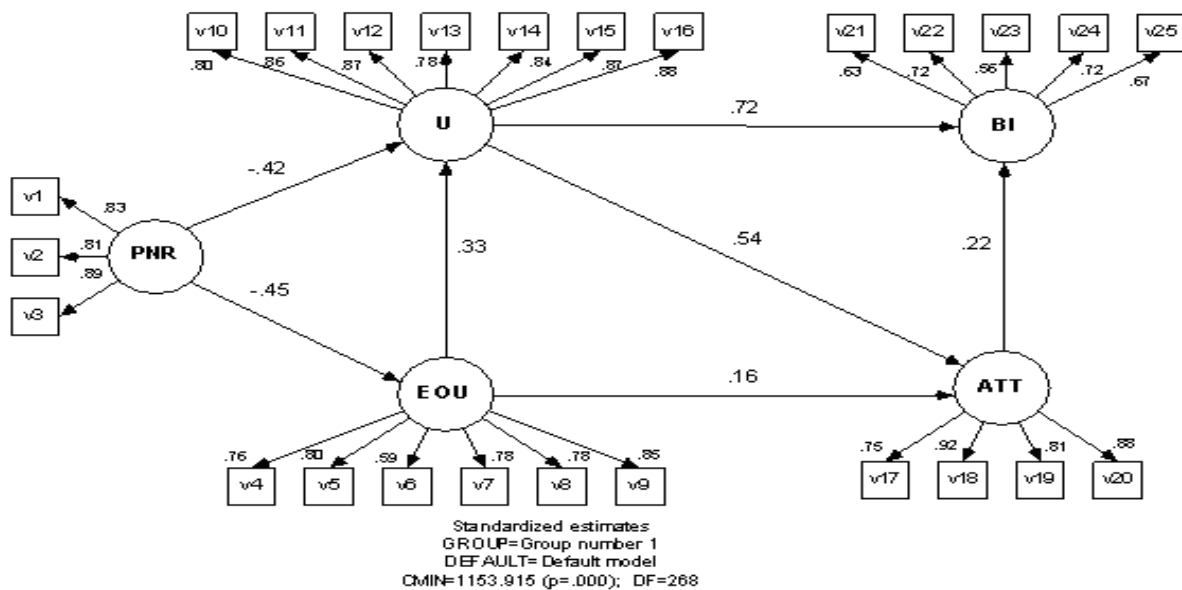 v10 v11 v12 v13 v14 v15 v16
.80 .86 .87 .78 .84 .87 .88
v21 v22 v23 v24 v25
.63 .72 .56 .72 .67
U
.72
BI
-.42
v1
.83
v2
.81
PNR
.89
v3
.33
.54
.22
-.45
EOU
.16
ATT
.76 .80 .59 .78 .78 .85
v4 v5 v6 v7 v8 v9
.75 .92 .81 .88
v17 v18 v19 v20
Standardized estimates
GROUP=Group number 1
DEFAULT=Default model
CMIN=1153.915 (p=.000); DF=268